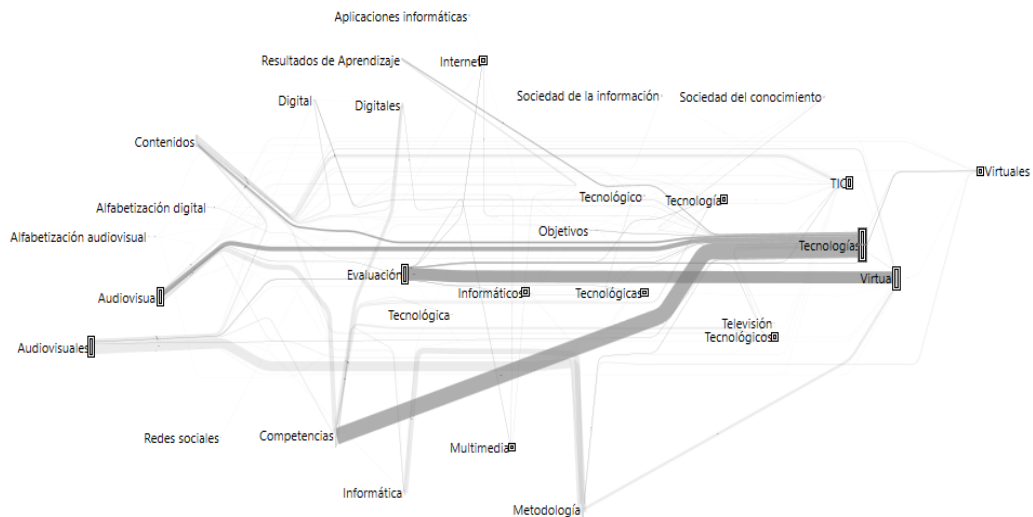 Aplicaciones informáticas
Resultados de Aprendizaje
Internet
Digital
Digitales
Sociedad de la información
Sociedad del conocimiento
Contenidos
Virtuales
TIC
Tecnológico
Tecnología
Alfabetización digital
Alfabetización audiovisual
Objetivos
Tecnologías
Evaluación
Virtual
Audiovisual
Informáticos
Tecnológicas
Tecnológica
Televisión
Tecnológicos
Audiovisuales
Redes sociales
Competencias
Multimedia
Informática
Metodología